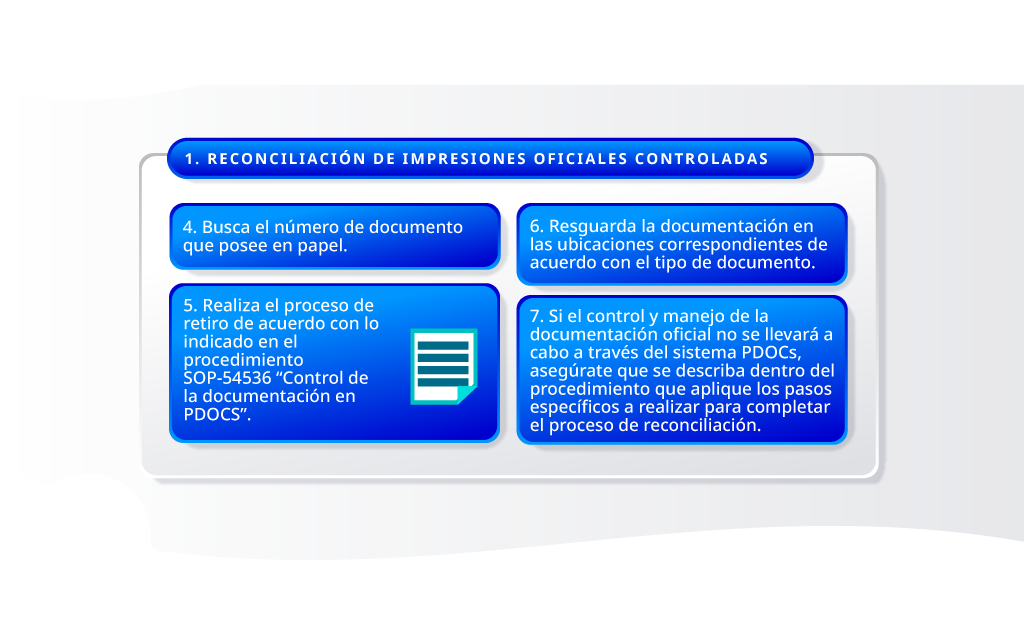 1. RECONCILIACIÓN DE IMPRESIONES OFICIALES CONTROLADAS
4. Busca el número de documento
que posee en papel.
5. Realiza el proceso de
retiro de acuerdo con lo
indicado en el
procedimiento
SOP-54536 “Control de
la documentación en
PDOCS”.
6. Resguarda la documentación en
las ubicaciones correspondientes de
acuerdo con el tipo de documento.
7. Si el control y manejo de la
documentación oficial no se llevará a
cabo a través del sistema PDOCs,
asegúrate que se describa dentro del
procedimiento que aplique los pasos
específicos a realizar para completar
el proceso de reconciliación.